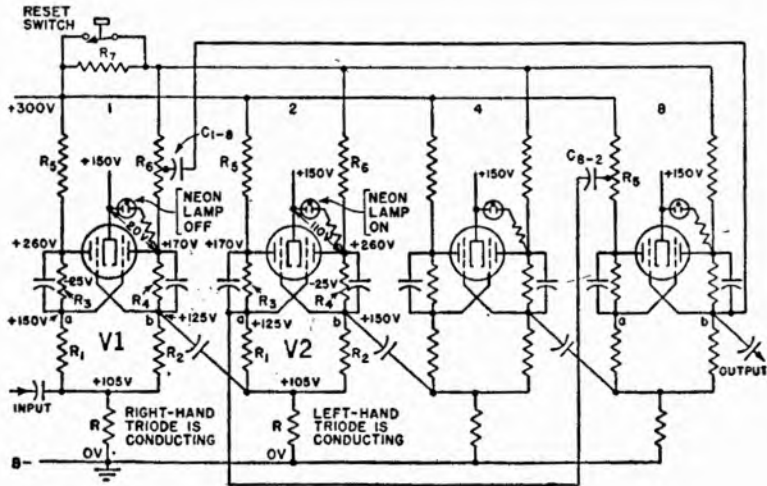 RESET
SWITCH
R7
+300V
1
2
4
8
C1-8
C8-2
R5
+150V
R6
NEON
LAMP
OFF
R5
+150V
R6
NEON
LAMP
ON
+150V
R5
+150V
+260V
20V
+170V
+170V
110V
+260V
-25V
R3
R4
-25V
R3
R4
+150V
a
b
+125V
a
+125V
b
+150V
a
b
R1
V1
R2
R1
V2
R2
OUTPUT
+105V
+105V
INPUT
R
RIGHT-HAND
TRIODE IS
CONDUCTING
R
LEFT-HAND
TRIODE IS
CONDUCTING
B-
0V
0V